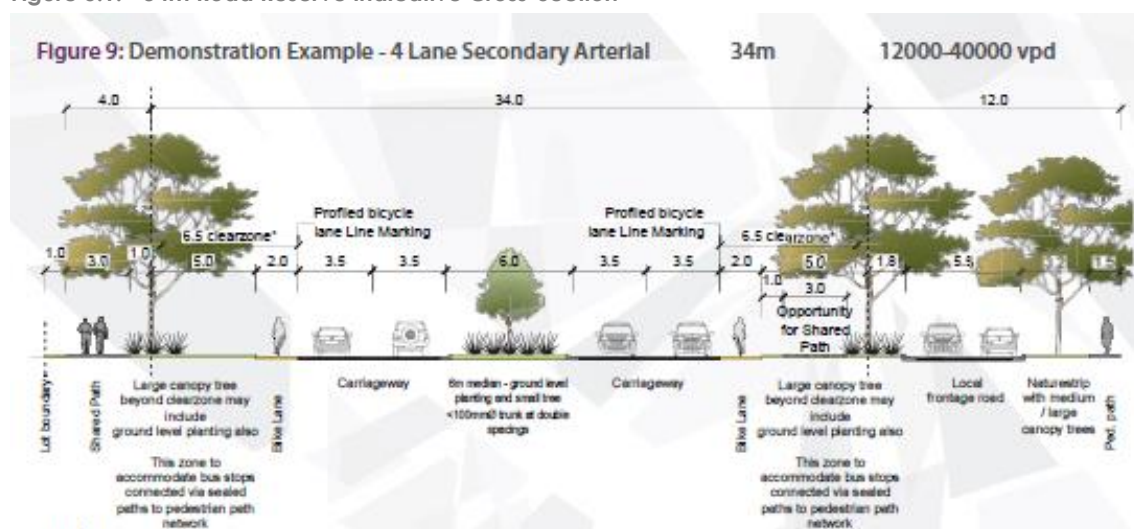 Figure 9: Demonstration Example - 4 Lane Secondary Arterial 34m 12000-40000 vpd
4.0 34.0 12.0
Profiled bicycle
lane Line Marking
Profiled bicycle
lane Line Marking
6.5 clearzone*
6.5 clearzone*
1.0 3.0 1.0 5.0 2.0 3.5 3.5 6.0 3.5 3.5 2.0 5.0 1.8 5.5 1.5
1.0 3.0
Opportunity
for Shared
Path
Lot boundary
Shared Path
Large canopy tree
beyond clearzone may
include
ground level planting also
This zone to
accommodate bus stops
connected via sealed
paths to pedestrian path
network
Bike Lane
Carriageway
6m median - ground level
planting and small tree
<100mmØ trunk at double
spacings
Carriageway
Bike Lane
Large canopy tree
beyond clearzone may
include
ground level planting also
This zone to
accommodate bus stops
connected via sealed
paths to pedestrian path
network
Local
frontage road
Naturestrip
with medium
/ large
canopy trees
Ped. path